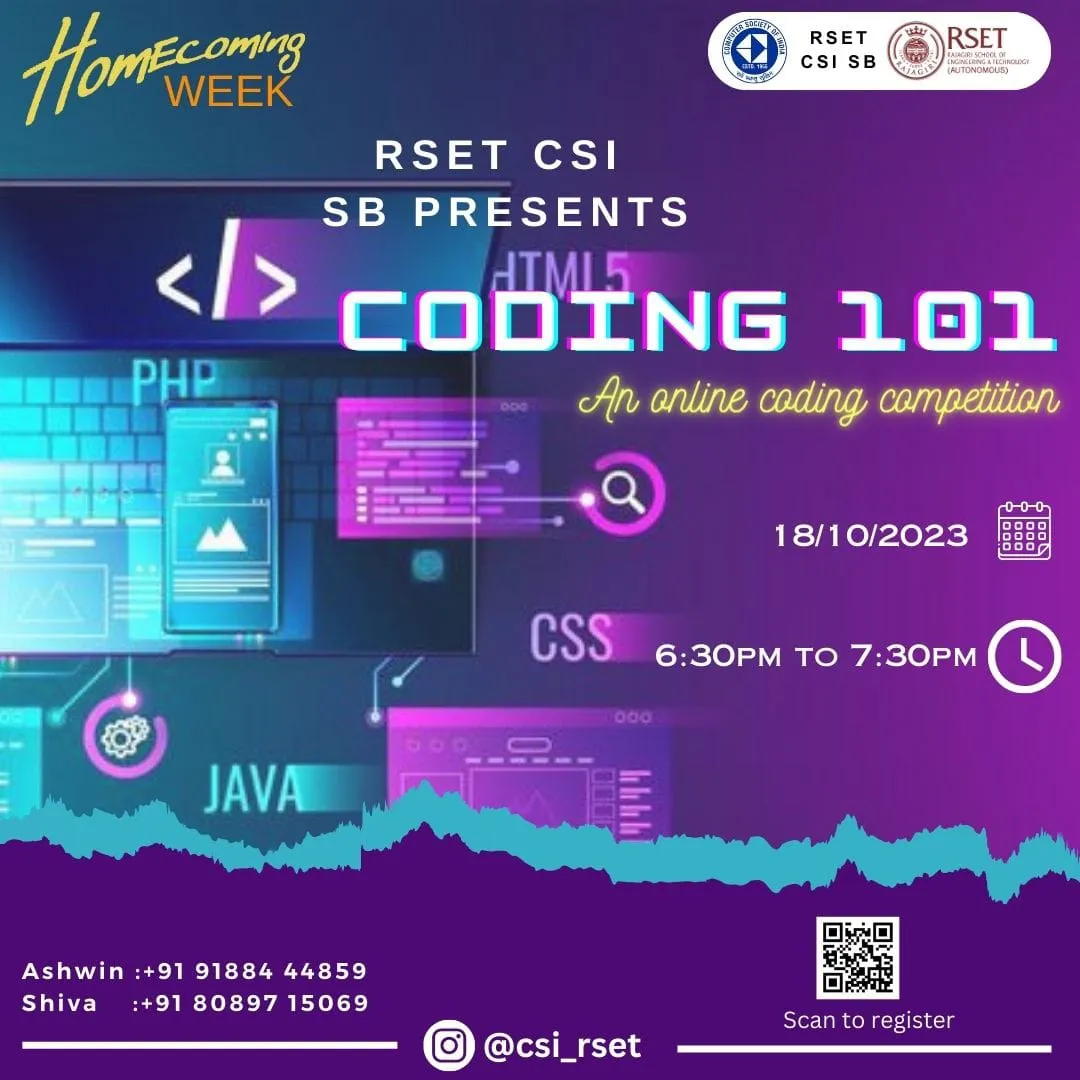 Homecoming
WEEK
COMPUTER SOCIETY OF INDIA
ESTD. 1965
RSET
CSI SB
RAJAGIRI
RSET
RAJAGIRI SCHOOL OF
ENGINEERING & TECHNOLOGY
(AUTONOMOUS)
RSET CSI
SB PRESENTS
</>
HTML5
CODING 101
PHP
An online coding competition
18/10/2023
CSS
6:30PM TO 7:30PM
JAVA
Ashwin :+91 91884 44859
Shiva :+91 80897 15069
Scan to register
@csi_rset